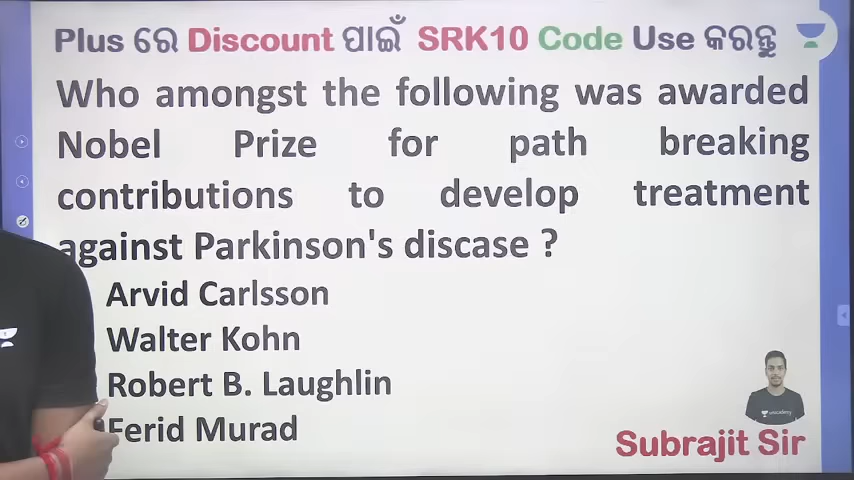 Plus ରେ Discount ପାଇଁ SRK10 Code Use କରନ୍ତୁ
Who amongst the following was awarded
Nobel Prize for path breaking
contributions to develop treatment
against Parkinson's discase ?
Arvid Carlsson
Walter Kohn
Robert B. Laughlin
Ferid Murad
Subrajit Sir